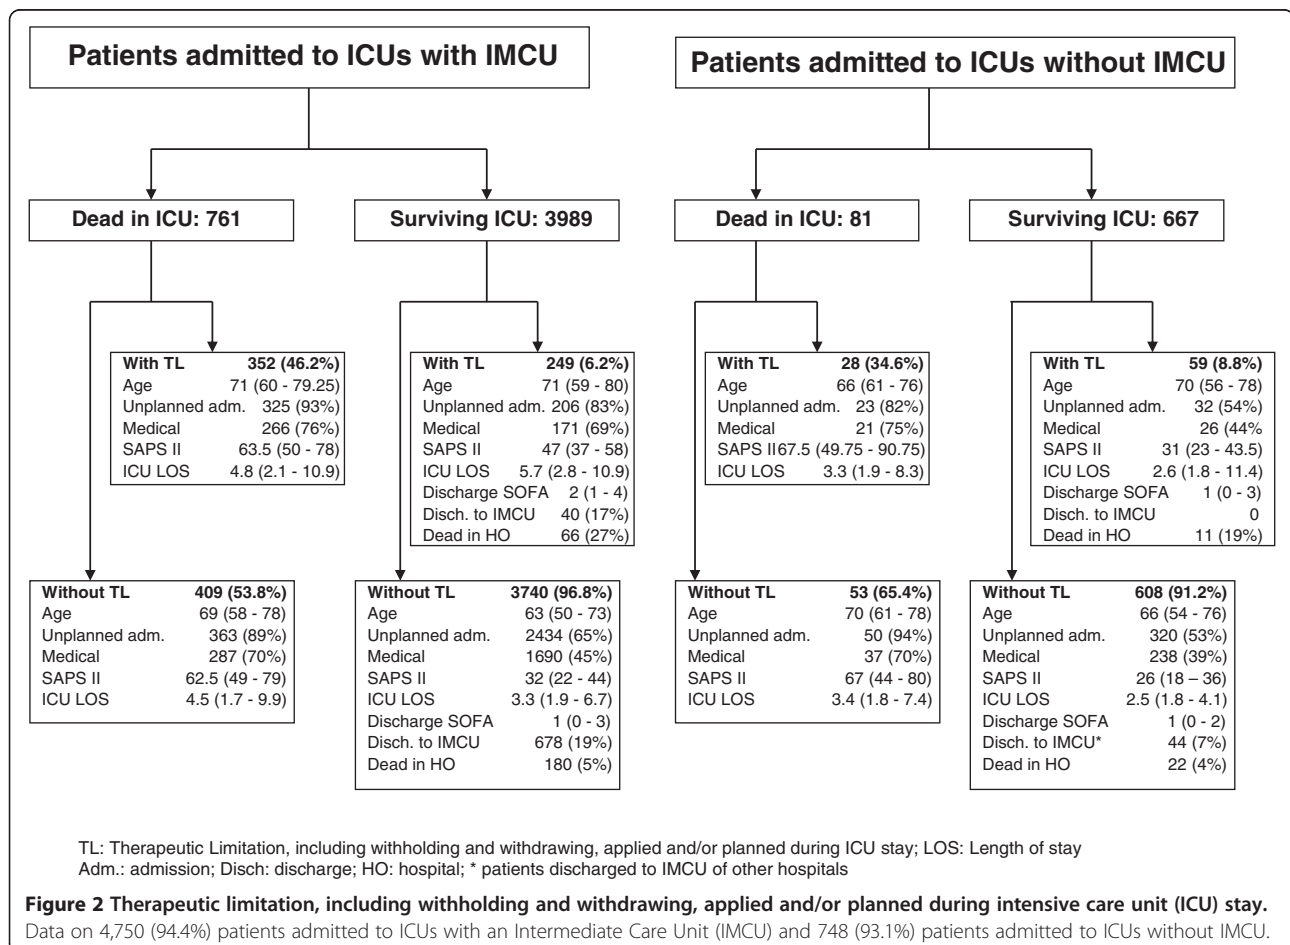 Patients admitted to ICUs with IMCU
Patients admitted to ICUs without IMCU
Dead in ICU: 761
Surviving ICU: 3989
Dead in ICU: 81
Surviving ICU: 667
With TL 352 (46.2%)
Age 71 (60 - 79.25)
Unplanned adm. 325 (93%)
Medical 266 (76%)
SAPS II 63.5 (50 - 78)
ICU LOS 4.8 (2.1 - 10.9)
With TL 249 (6.2%)
Age 71 (59 - 80)
Unplanned adm. 206 (83%)
Medical 171 (69%)
SAPS II 47 (37 - 58)
ICU LOS 5.7 (2.8 - 10.9)
Discharge SOFA 2 (1 - 4)
Disch. to IMCU 40 (17%)
Dead in HO 66 (27%)
With TL 28 (34.6%)
Age 66 (61 - 76)
Unplanned adm. 23 (82%)
Medical 21 (75%)
SAPS II 67.5 (49.75 - 90.75)
ICU LOS 3.3 (1.9 - 8.3)
With TL 59 (8.8%)
Age 70 (56 - 78)
Unplanned adm. 32 (54%)
Medical 26 (44%
SAPS II 31 (23 - 43.5)
ICU LOS 2.6 (1.8 - 11.4)
Discharge SOFA 1 (0 - 3)
Disch. to IMCU 0
Dead in HO 11 (19%)
Without TL 409 (53.8%)
Age 69 (58 - 78)
Unplanned adm. 363 (89%)
Medical 287 (70%)
SAPS II 62.5 (49 - 79)
ICU LOS 4.5 (1.7 - 9.9)
Without TL 3740 (96.8%)
Age 63 (50 - 73)
Unplanned adm. 2434 (65%)
Medical 1690 (45%)
SAPS II 32 (22 - 44)
ICU LOS 3.3 (1.9 - 6.7)
Discharge SOFA 1 (0 - 3)
Disch. to IMCU 678 (19%)
Dead in HO 180 (5%)
Without TL 53 (65.4%)
Age 70 (61 - 78)
Unplanned adm. 50 (94%)
Medical 37 (70%)
SAPS II 67 (44 - 80)
ICU LOS 3.4 (1.8 - 7.4)
Without TL 608 (91.2%)
Age 66 (54 - 76)
Unplanned adm. 320 (53%)
Medical 238 (39%)
SAPS II 26 (18 – 36)
ICU LOS 2.5 (1.8 - 4.1)
Discharge SOFA 1 (0 - 2)
Disch. to IMCU* 44 (7%)
Dead in HO 22 (4%)
TL: Therapeutic Limitation, including withholding and withdrawing, applied and/or planned during ICU stay; LOS: Length of stay
Adm.: admission; Disch: discharge; HO: hospital; * patients discharged to IMCU of other hospitals
Figure 2 Therapeutic limitation, including withholding and withdrawing, applied and/or planned during intensive care unit (ICU) stay.
Data on 4,750 (94.4%) patients admitted to ICUs with an Intermediate Care Unit (IMCU) and 748 (93.1%) patients admitted to ICUs without IMCU.